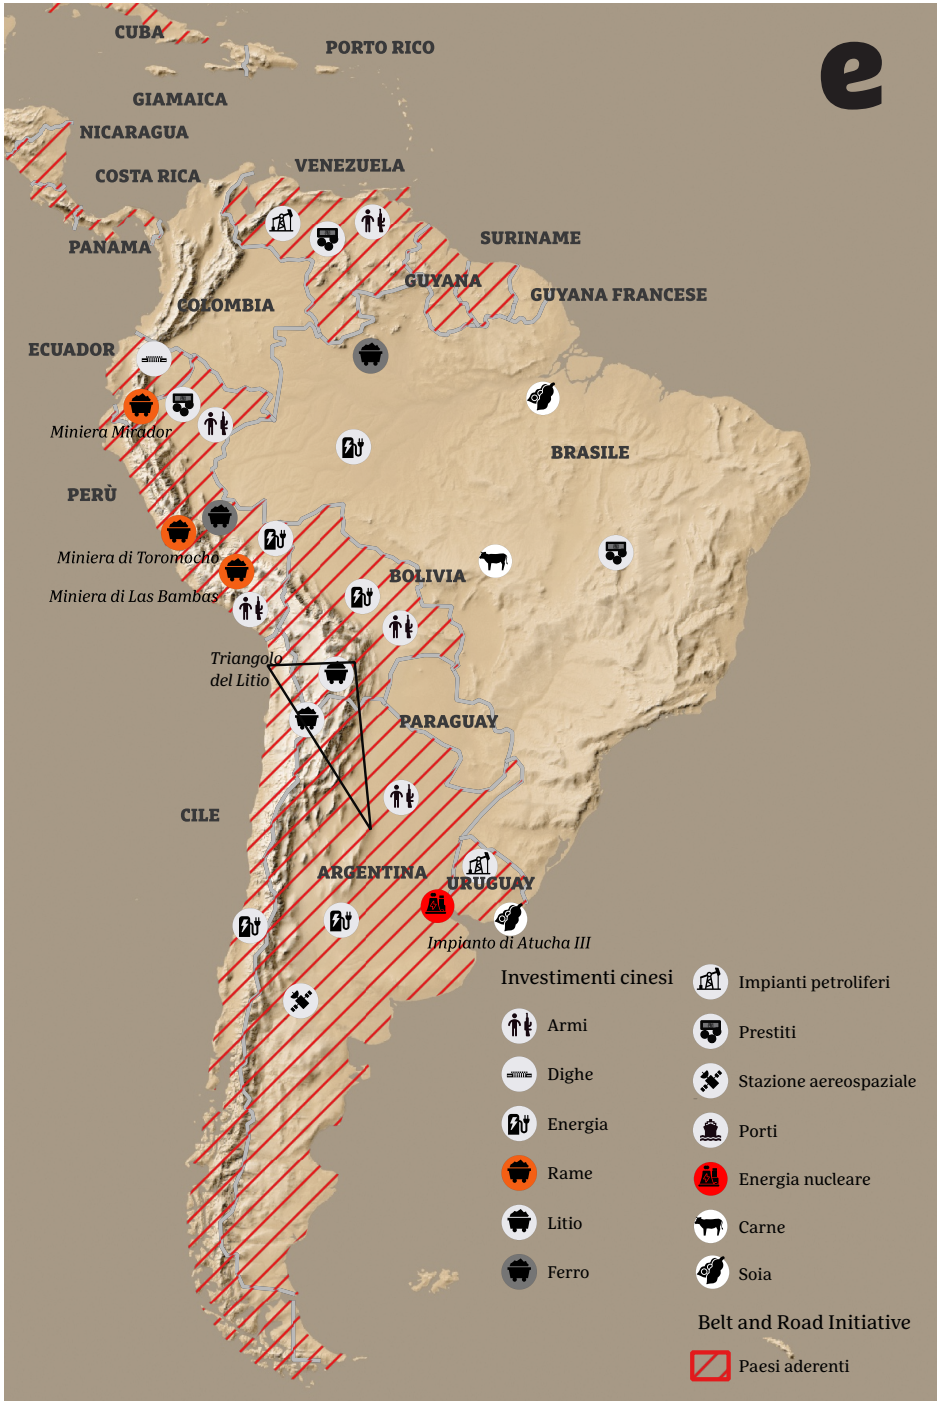 CUBA
PORTO RICO
e
GIAMAICA
NICARAGUA
COSTA RICA
VENEZUELA
PANAMA
SURINAME
GUYANA
GUYANA FRANCESE
COLOMBIA
ECUADOR
Miniera Mirador
BRASILE
PERÙ
Miniera di Toromocho
BOLIVIA
Miniera di Las Bambas
Triangolo
del Litio
PARAGUAY
CILE
ARGENTINA
URUGUAY
Impianto di Atucha III
Investimenti cinesi
Armi
Dighe
Energia
Rame
Litio
Ferro
Impianti petroliferi
Prestiti
Stazione aereospaziale
Porti
Energia nucleare
Carne
Soia
Belt and Road Initiative
Paesi aderenti